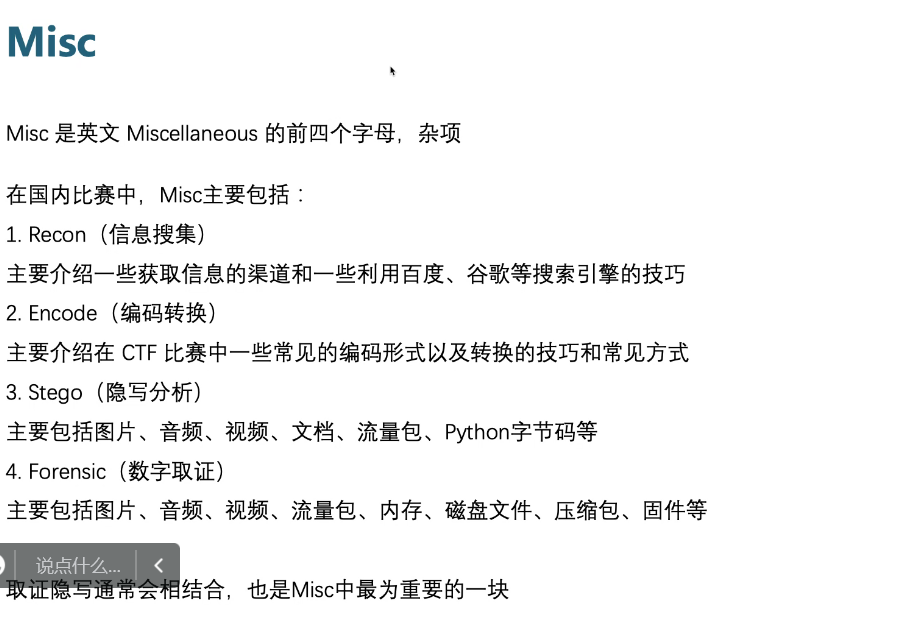 Misc
Misc 是英文 Miscellaneous 的前四个字母，杂项
在国内比赛中，Misc主要包括：
1. Recon（信息搜集）
主要介绍一些获取信息的渠道和一些利用百度、谷歌等搜索引擎的技巧
2. Encode（编码转换）
主要介绍在 CTF 比赛中一些常见的编码形式以及转换的技巧和常见方式
3. Stego（隐写分析）
主要包括图片、音频、视频、文档、流量包、Python字节码等
4. Forensic（数字取证）
主要包括图片、音频、视频、流量包、内存、磁盘文件、压缩包、固件等
说点什么...
取证隐写通常会相结合，也是Misc中最为重要的一块